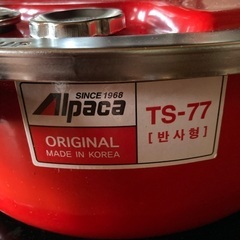 SINCE 1968
Alpaca
ORIGINAL
MADE IN KOREA
TS-77
[반사형]